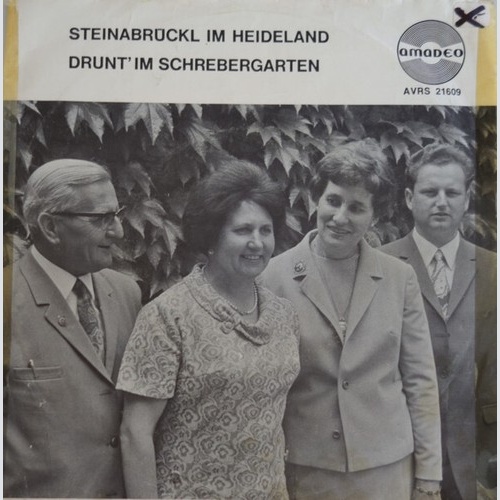 STEINABRÜCKL IM HEIDELAND
DRUNT' IM SCHREBERGARTEN
amadeo
AVRS 21609